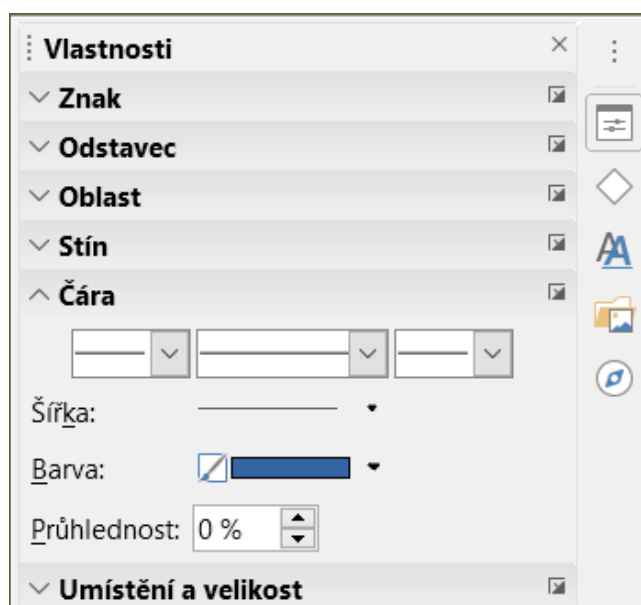 Vlastnosti
Znak
Odstavec
Oblast
Stín
Čára
Šířka:
Barva:
Průhlednost: 0 %
Umístění a velikost